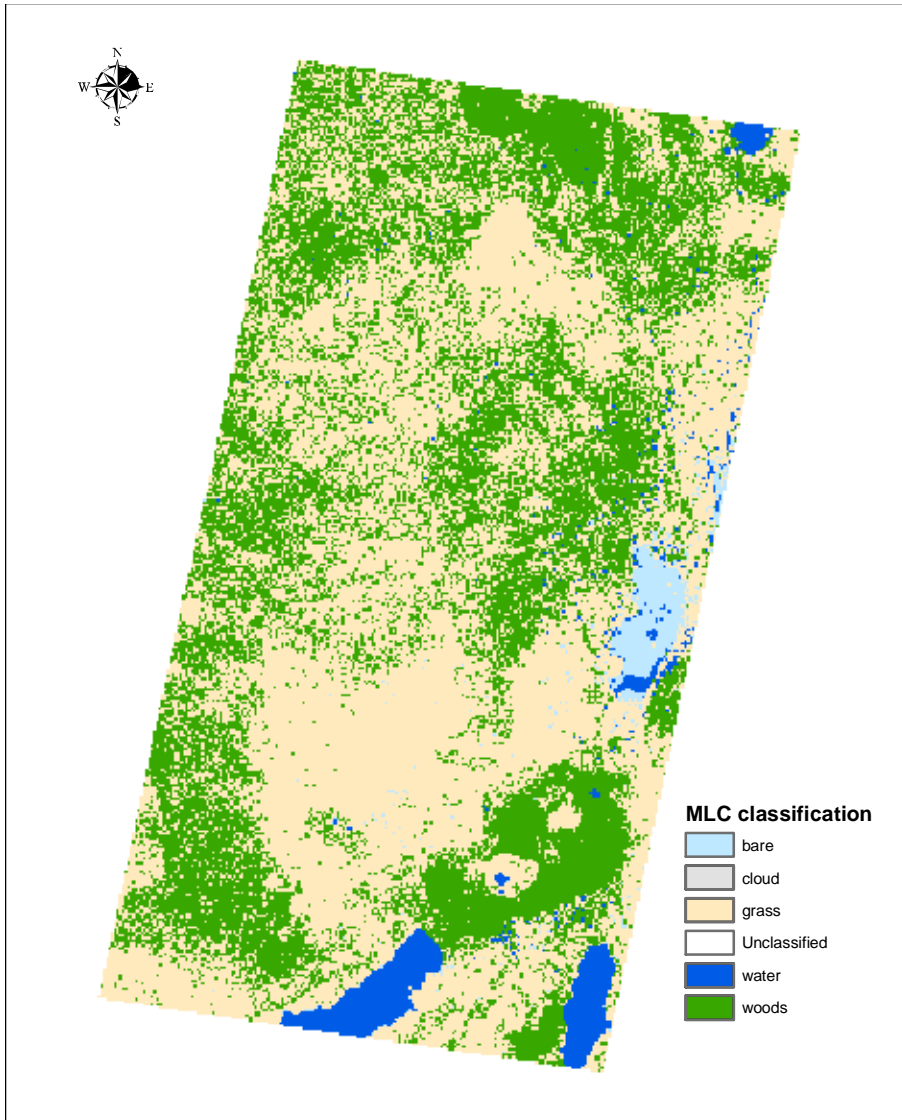 N
W E
S
MLC classification
bare
cloud
grass
Unclassified
water
woods